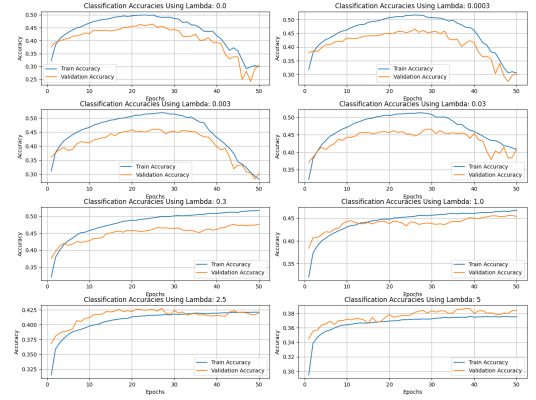 Classification Accuracies Using Lambda: 0.0
0.50
0.45
0.40
0.35
0.30
0.25
Accuracy
Train Accuracy
Validation Accuracy
0 10 20 30 40 50
Epochs
Classification Accuracies Using Lambda: 0.0003
0.50
0.45
0.40
0.35
0.30
Accuracy
Train Accuracy
Validation Accuracy
0 10 20 30 40 50
Epochs
Classification Accuracies Using Lambda: 0.003
0.50
0.45
0.40
0.35
0.30
Accuracy
Train Accuracy
Validation Accuracy
0 10 20 30 40 50
Epochs
Classification Accuracies Using Lambda: 0.03
0.50
0.45
0.40
0.35
Accuracy
Train Accuracy
Validation Accuracy
0 10 20 30 40 50
Epochs
Classification Accuracies Using Lambda: 0.3
0.50
0.45
0.40
0.35
Accuracy
Train Accuracy
Validation Accuracy
0 10 20 30 40 50
Epochs
Classification Accuracies Using Lambda: 1.0
0.45
0.40
0.35
Accuracy
Train Accuracy
Validation Accuracy
0 10 20 30 40 50
Epochs
Classification Accuracies Using Lambda: 2.5
0.425
0.400
0.375
0.350
0.325
Accuracy
Train Accuracy
Validation Accuracy
0 10 20 30 40 50
Epochs
Classification Accuracies Using Lambda: 5
0.38
0.36
0.34
0.32
0.30
Accuracy
Train Accuracy
Validation Accuracy
0 10 20 30 40 50
Epochs